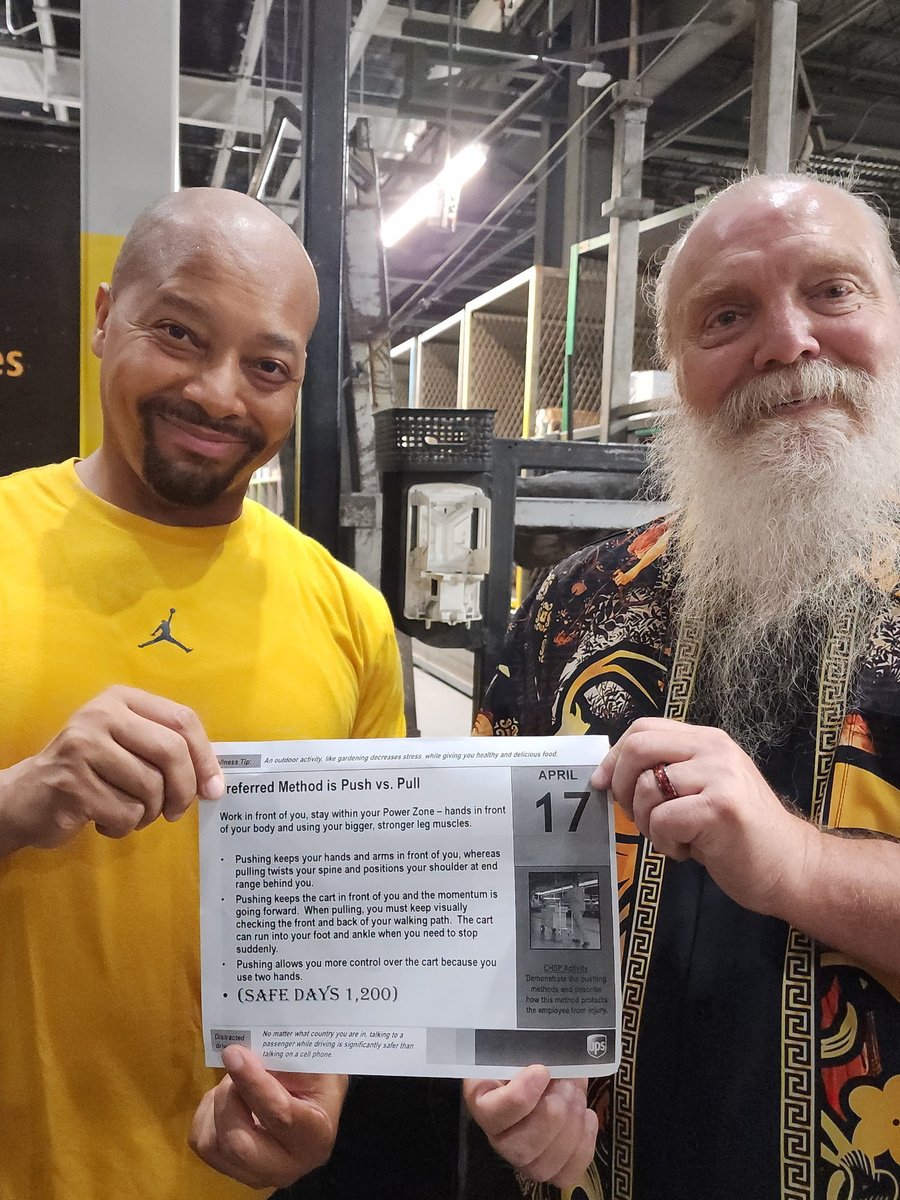 es
llness Tip: An outdoor activity, like gardening decreases stress while giving you healthy and delicious food.
referred Method is Push vs. Pull
Work in front of you, stay within your Power Zone – hands in front
of your body and using your bigger, stronger leg muscles.
• Pushing keeps your hands and arms in front of you, whereas
pulling twists your spine and positions your shoulder at end
range behind you.
• Pushing keeps the cart in front of you and the momentum is
going forward. When pulling, you must keep visually
checking the front and back of your walking path. The cart
can run into your foot and ankle when you need to stop
suddenly.
• Pushing allows you more control over the cart because you
use two hands.
• (SAFE DAYS 1,200)
APRIL
17
CHSP Activity
Demonstrate the pushing
methods and describe
how this method protects
the employee from injury.
Distracted
No matter what country you are in, talking to a
passenger while driving is significantly safer than
talking on a cell phone.
ups